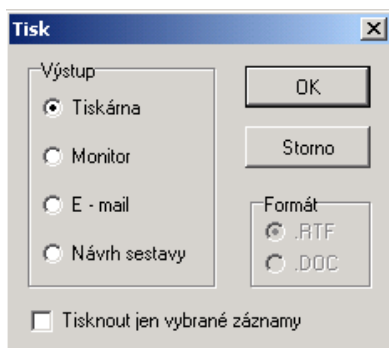 Tisk
Výstup
Tiskárna
Monitor
E - mail
Návrh sestavy
OK
Storno
Formát
.RTF
.DOC
Tisknout jen vybrané záznamy